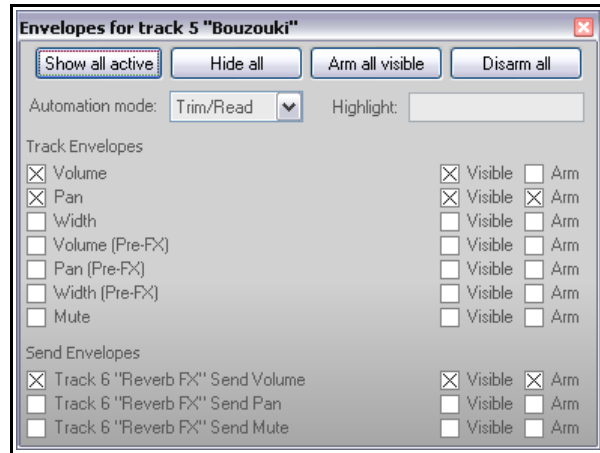 Envelopes for track 5 "Bouzouki"
Show all active Hide all Arm all visible Disarm all
Automation mode: Trim/Read Highlight:
Track Envelopes
Volume Visible Arm
Pan Visible Arm
Width Visible Arm
Volume (Pre-FX) Visible Arm
Pan (Pre-FX) Visible Arm
Width (Pre-FX) Visible Arm
Mute Visible Arm
Send Envelopes
Track 6 "Reverb FX" Send Volume Visible Arm
Track 6 "Reverb FX" Send Pan Visible Arm
Track 6 "Reverb FX" Send Mute Visible Arm